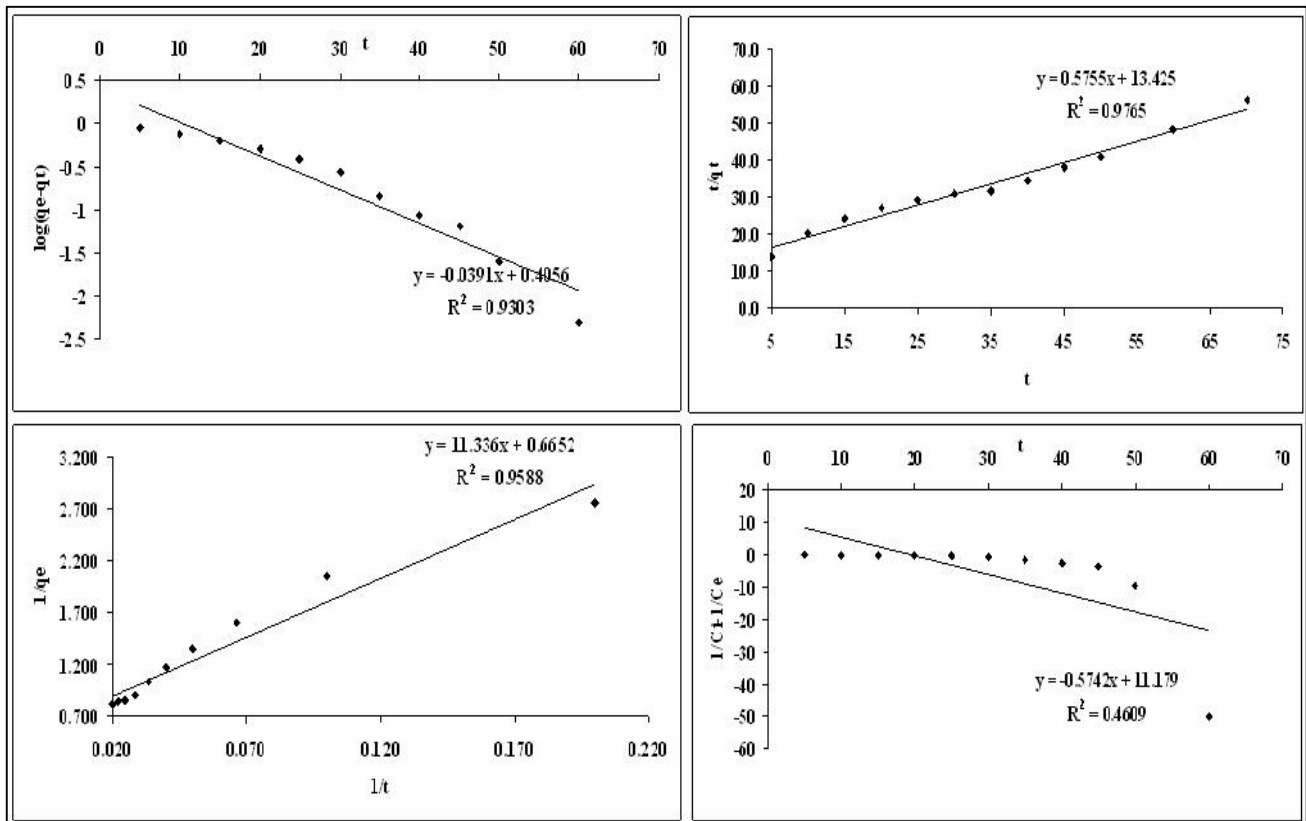 0 10 20 30 t 40 50 60 70
0.5
0
-0.5
-1
-1.5
-2
-2.5
log(qe-qt)
y = -0.0391x + 0.4056
R² = 0.9303
70.0
60.0
50.0
40.0
30.0
20.0
10.0
0.0
t/qt
y = 0.5755x + 13.425
R² = 0.9765
5 15 25 35 45 55 65 75
t
y = 11.336x + 0.6652
R² = 0.9588
3.200
2.700
2.200
1.700
1.200
0.700
1/qe
0.020 0.070 0.120 0.170 0.220
1/t
t
0 10 20 30 40 50 60 70
20
10
0
-10
-20
-30
-40
-50
-60
1/Ci-1/Ce
y = -0.5742x + 11.179
R² = 0.4609